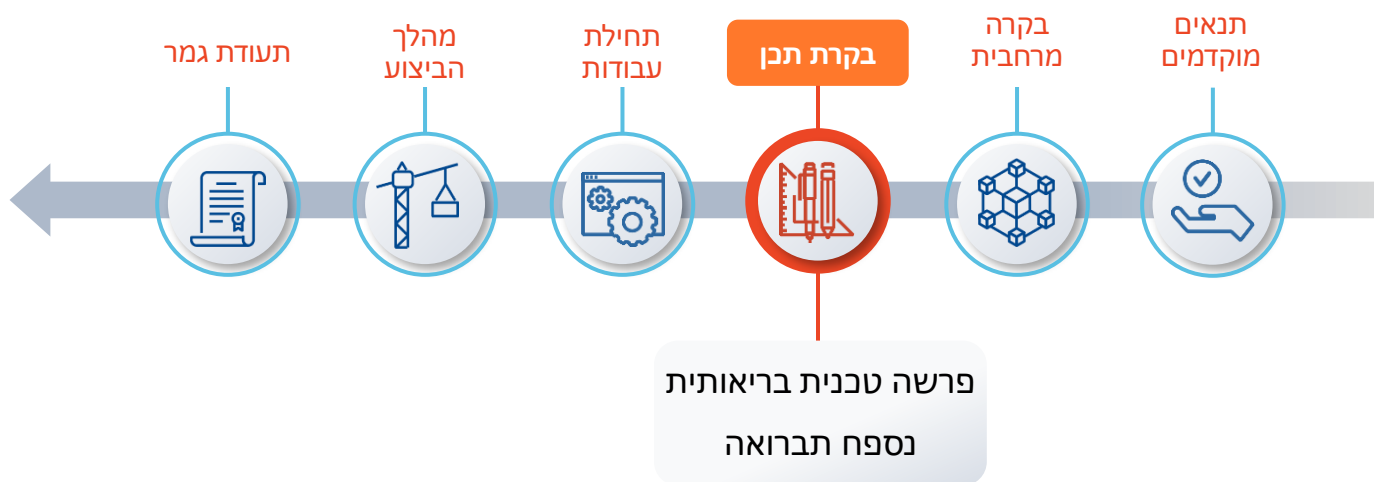 תנאים
מוקדמים
בקרה
מרחבית
בקרת תכן
תחילת
עבודות
מהלך
הביצוע
תעודת גמר
פרשה טכנית בריאותית
נספח תברואה